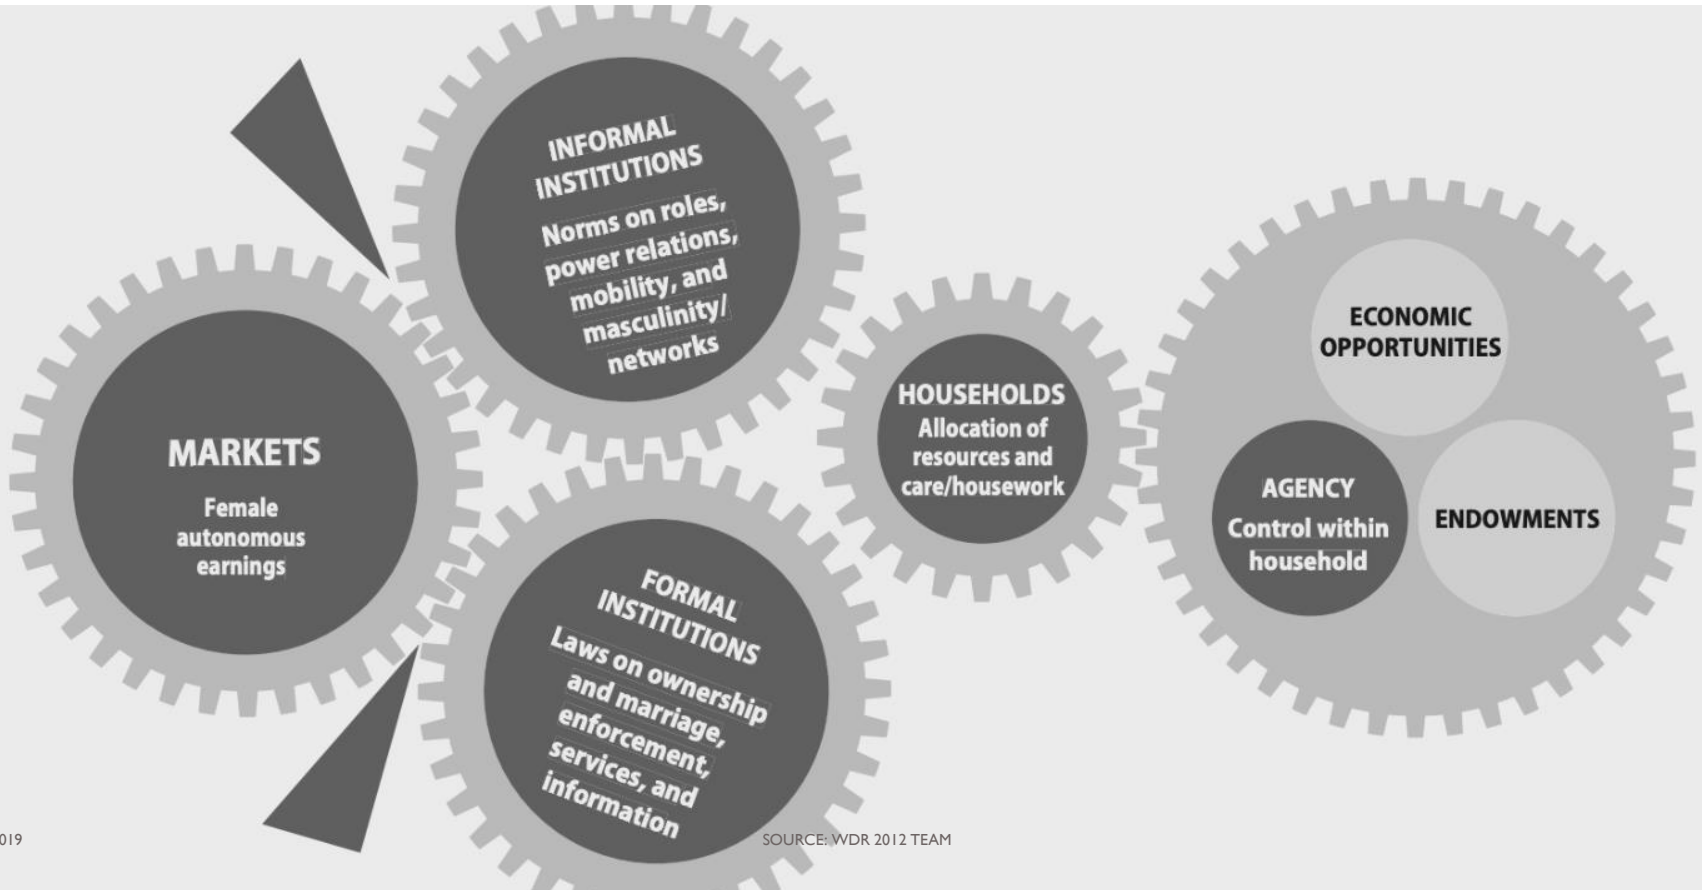 INFORMAL
INSTITUTIONS
Norms on roles,
power relations,
mobility, and
masculinity/
networks
MARKETS
Female
autonomous
earnings
HOUSEHOLDS
Allocation of
resources and
care/housework
ECONOMIC
OPPORTUNITIES
AGENCY
Control within
household
ENDOWMENTS
FORMAL
INSTITUTIONS
Laws on ownership
and marriage,
enforcement,
services, and
information
019
SOURCE: WDR 2012 TEAM